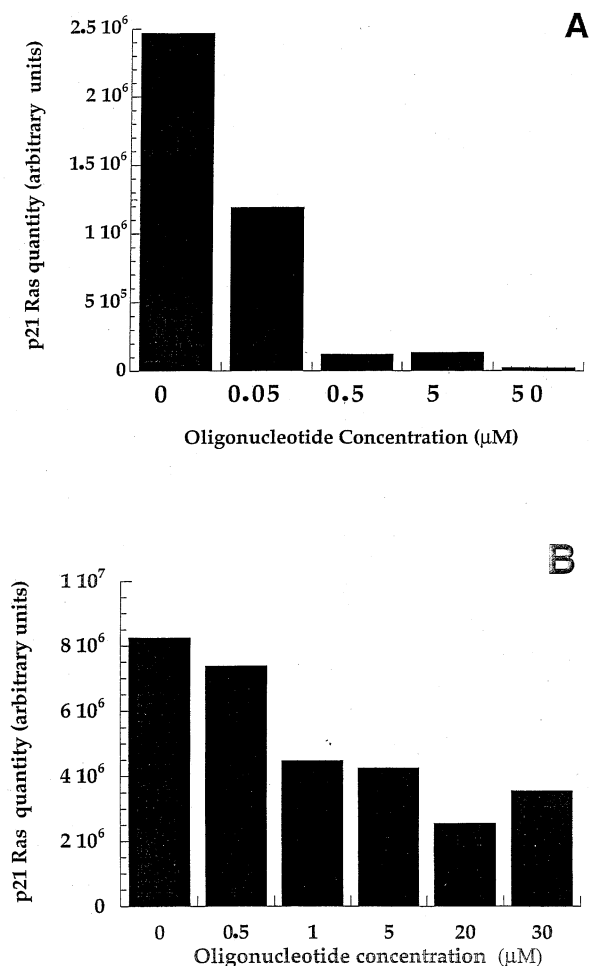 A
p21 Ras quantity (arbitrary units)
2.5 10⁶
2 10⁶
1.5 10⁶
1 10⁶
5 10⁵
0
0 0.05 0.5 5 50
Oligonucleotide Concentration (µM)
B
p21 Ras quantity (arbitrary units)
1 10⁷
8 10⁶
6 10⁶
4 10⁶
2 10⁶
0
0 0.5 1 5 20 30
Oligonucleotide concentration (µM)